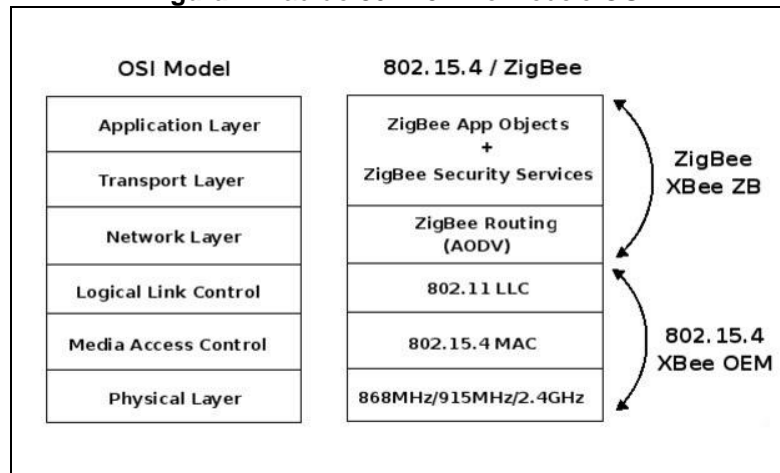 OSI Model
Application Layer
Transport Layer
Network Layer
Logical Link Control
Media Access Control
Physical Layer
802.15.4 / ZigBee
ZigBee App Objects
+
ZigBee Security Services
ZigBee Routing
(AODV)
802.11 LLC
802.15.4 MAC
868MHz/915MHz/2.4GHz
ZigBee
XBee ZB
802.15.4
XBee OEM